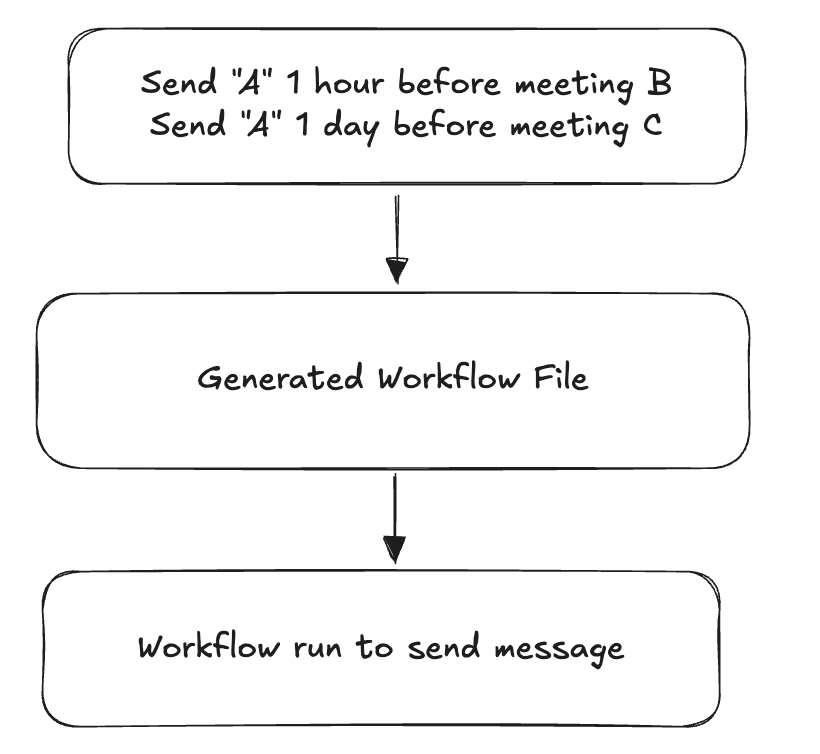 Send "A" 1 hour before meeting B
Send "A" 1 day before meeting C
Generated Workflow File
Workflow run to send message